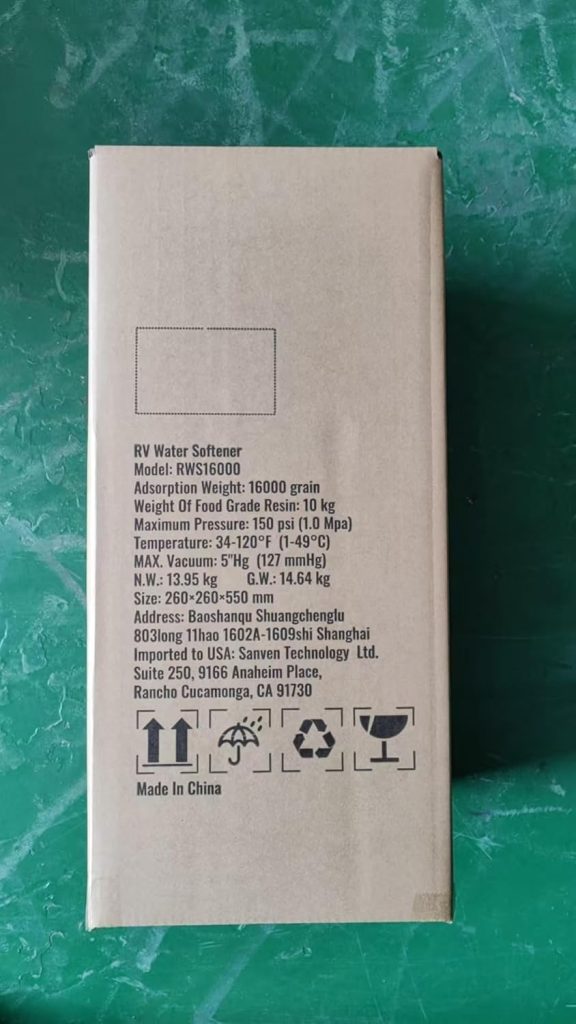 RV Water Softener
Model: RWS16000
Adsorption Weight: 16000 grain
Weight Of Food Grade Resin: 10 kg
Maximum Pressure: 150 psi (1.0 Mpa)
Temperature: 34-120°F (1-49°C)
MAX. Vacuum: 5"Hg (127 mmHg)
N.W.: 13.95 kg G.W.: 14.64 kg
Size: 260×260×550 mm
Address: Baoshanqu Shuangchenglu
803long 11hao 1602A-1609shi Shanghai
Imported to USA: Sanven Technology Ltd.
Suite 250, 9166 Anaheim Place,
Rancho Cucamonga, CA 91730
Made In China